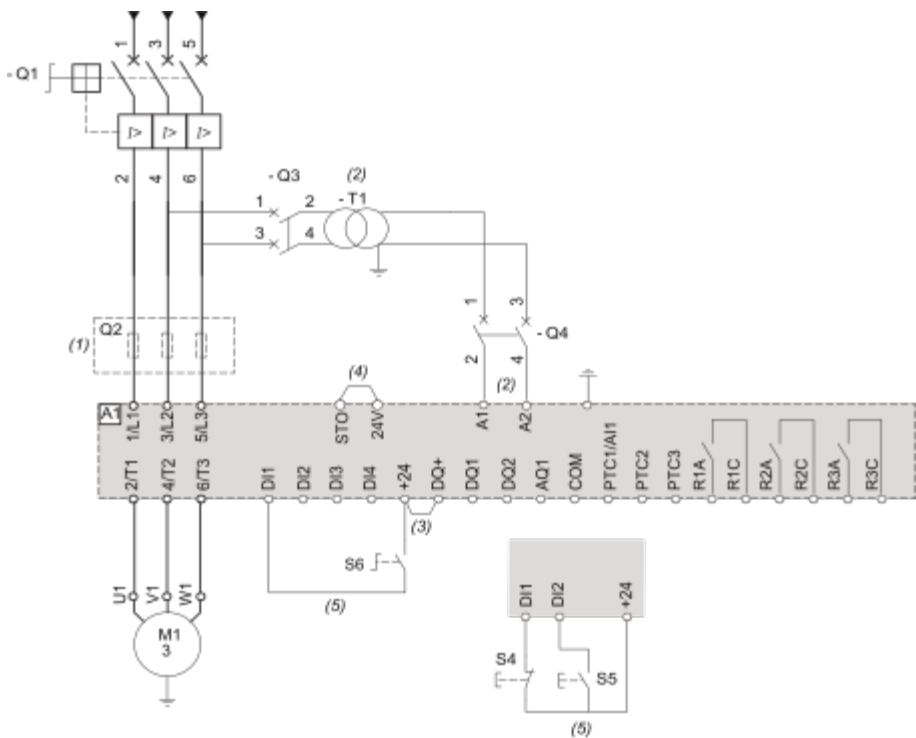 1 3 5
- Q1
I> I> I>
2 4 6
- Q3 (2)
1 2 - T1
3 4
1 3
Q2 - Q4
(1) 2 4
(4) (2)
A1 1/L1 3/L2 5/L3 STO 24V A1 A2
2/T1 4/T2 6/T3 DI1 DI2 DI3 DI4 +24 DQ+ DQ1 DQ2 AQ1 COM PTC1/AI1 PTC2 PTC3 R1A R1C R2A R2C R3A R3C
(3)
S6
(5)
U1 V1 W1
M1
3
DI1 DI2 +24
S4 S5
(5)